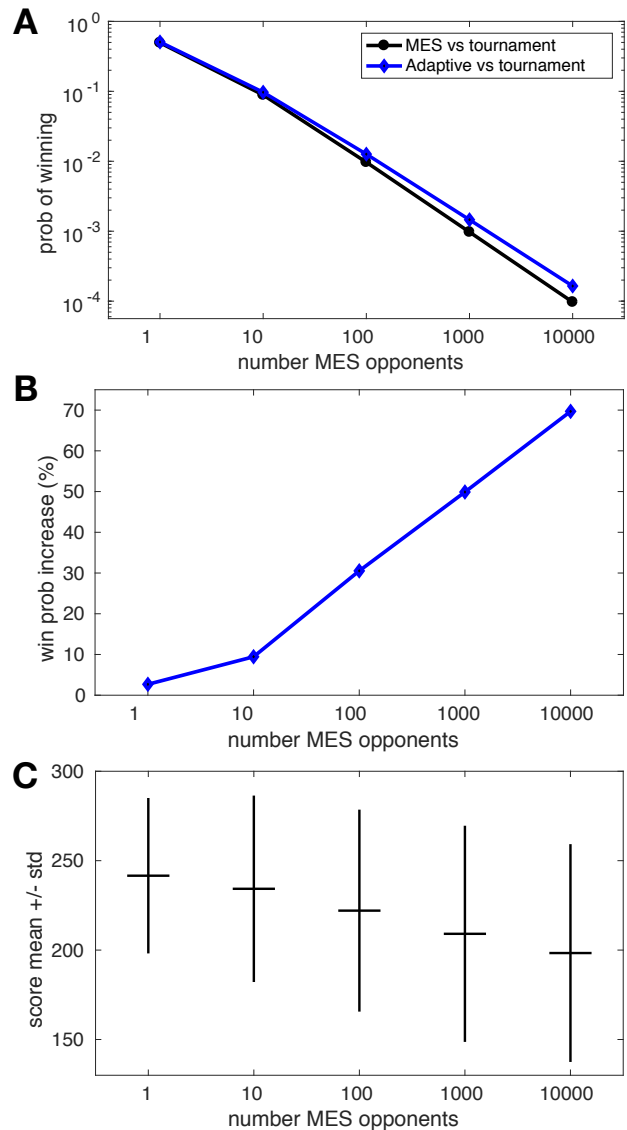 A
10^0
10^-1
10^-2
10^-3
10^-4
prob of winning
MES vs tournament
Adaptive vs tournament
1 10 100 1000 10000
number MES opponents
B
70
60
50
40
30
20
10
0
win prob increase (%)
1 10 100 1000 10000
number MES opponents
C
300
250
200
150
score mean +/- std
1 10 100 1000 10000
number MES opponents